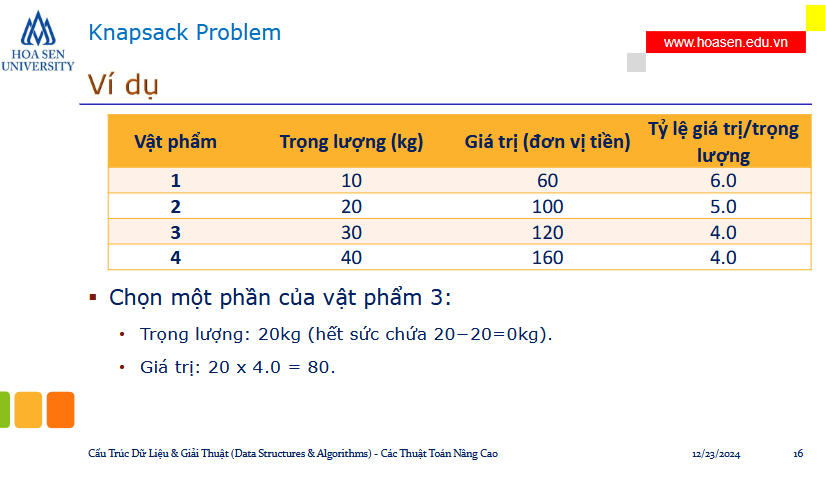 HOA SEN
UNIVERSITY
Knapsack Problem
www.hoasen.edu.vn
Ví dụ
Vật phẩm Trọng lượng (kg) Giá trị (đơn vị tiền) Tỷ lệ giá trị/trọng
lượng
1 10 60 6.0
2 20 100 5.0
3 30 120 4.0
4 40 160 4.0
▪ Chọn một phần của vật phẩm 3:
• Trọng lượng: 20kg (hết sức chứa 20−20=0kg).
• Giá trị: 20 x 4.0 = 80.
Cấu Trúc Dữ Liệu & Giải Thuật (Data Structures & Algorithms) - Các Thuật Toán Nâng Cao 12/23/2024 16